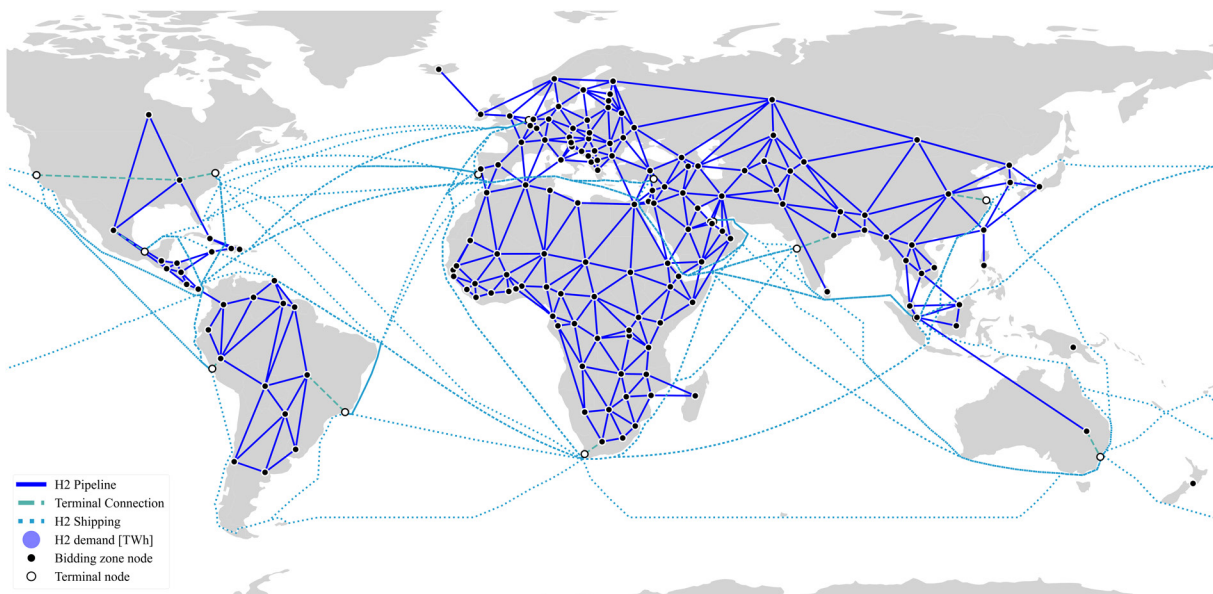 H2 Pipeline
Terminal Connection
H2 Shipping
H2 demand [TWh]
Bidding zone node
Terminal node